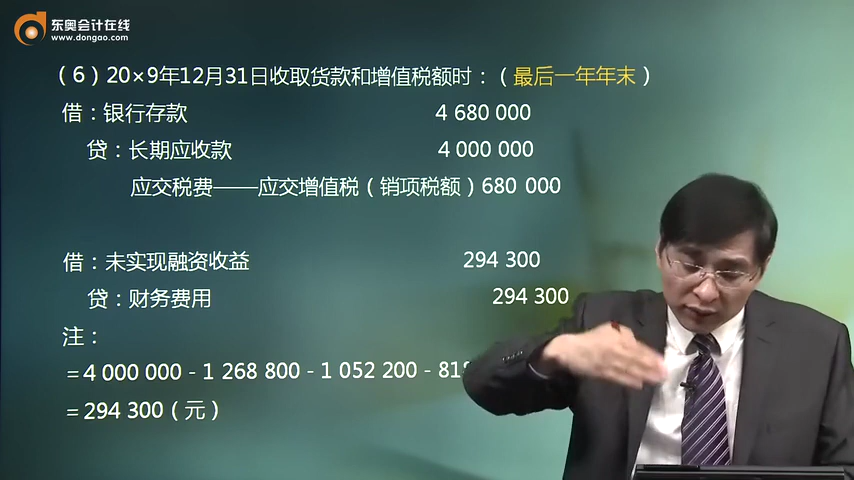 东奥会计在线
www.dongao.com
（6）20×9年12月31日收取货款和增值税额时：（最后一年年末）
借：银行存款 4 680 000
贷：长期应收款 4 000 000
应交税费——应交增值税（销项税额）680 000
借：未实现融资收益 294 300
贷：财务费用 294 300
注：
＝4 000 000－1 268 800－1 052 200－81
＝294 300（元）